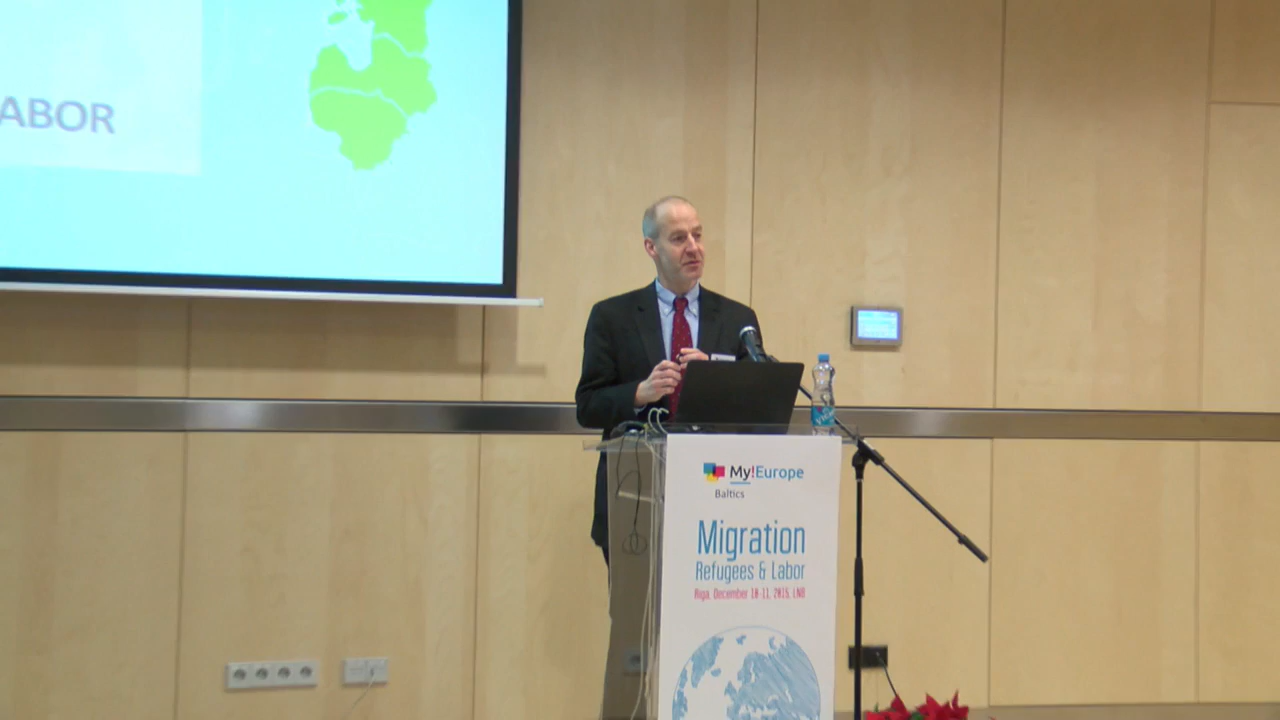 ABOR
My!Europe
Baltics
Migration
Refugees & Labor
Riga, December 10-11, 2015, LNB